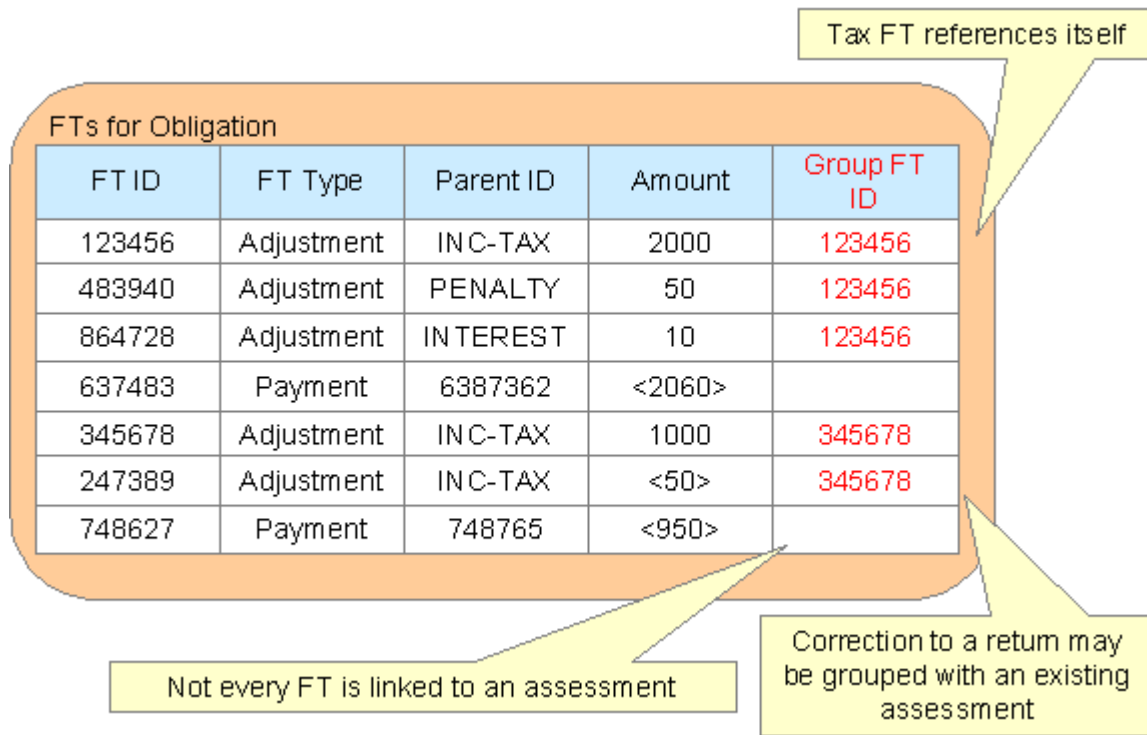 Tax FT references itself
FTs for Obligation
FT ID FT Type Parent ID Amount Group FT
ID
123456 Adjustment INC-TAX 2000 123456
483940 Adjustment PENALTY 50 123456
864728 Adjustment INTEREST 10 123456
637483 Payment 6387362 <2060>
345678 Adjustment INC-TAX 1000 345678
247389 Adjustment INC-TAX <50> 345678
748627 Payment 748765 <950>
Not every FT is linked to an assessment
Correction to a return may
be grouped with an existing
assessment